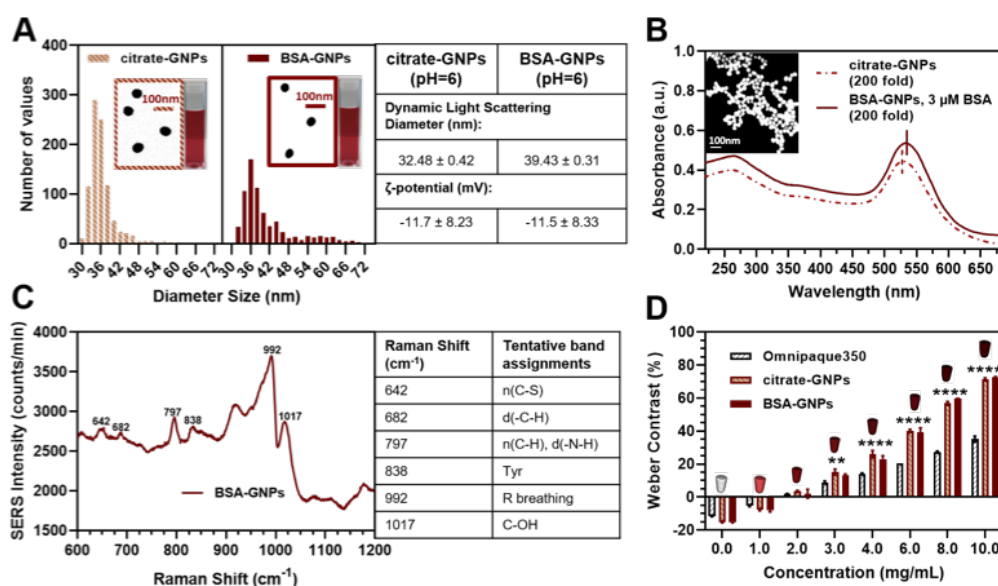 A
citrate-GNPs
BSA-GNPs
100nm
100nm
Number of values
400
300
200
100
0
30 36 42 48 54 60 66 72 30 36 42 48 54 60 66 72
Diameter Size (nm)
citrate-GNPs (pH=6)
BSA-GNPs (pH=6)
Dynamic Light Scattering Diameter (nm):
32.48 ± 0.42
39.43 ± 0.31
ζ-potential (mV):
-11.7 ± 8.23
-11.5 ± 8.33
B
Absorbance (a.u.)
1.0
0.8
0.6
0.4
0.2
0.0
100nm
citrate-GNPs
(200 fold)
BSA-GNPs, 3 µM BSA
(200 fold)
300 375 450 525 600 675
Wavelength (nm)
C
SERS Intensity (counts/min)
4000
3500
3000
2500
2000
1500
642
682
797
838
992
1017
BSA-GNPs
600 700 800 900 1000 1100 1200
Raman Shift (cm⁻¹)
Raman Shift (cm⁻¹)
Tentative band assignments
642 n(C-S)
682 d(-C-H)
797 n(C-H), d(-N-H)
838 Tyr
992 R breathing
1017 C-OH
D
Weber Contrast (%)
100
80
60
40
20
0
-20
Omnipaque350
citrate-GNPs
BSA-GNPs
**
****
****
****
****
0.0 1.0 2.0 3.0 4.0 6.0 8.0 10.0
Concentration (mg/mL)